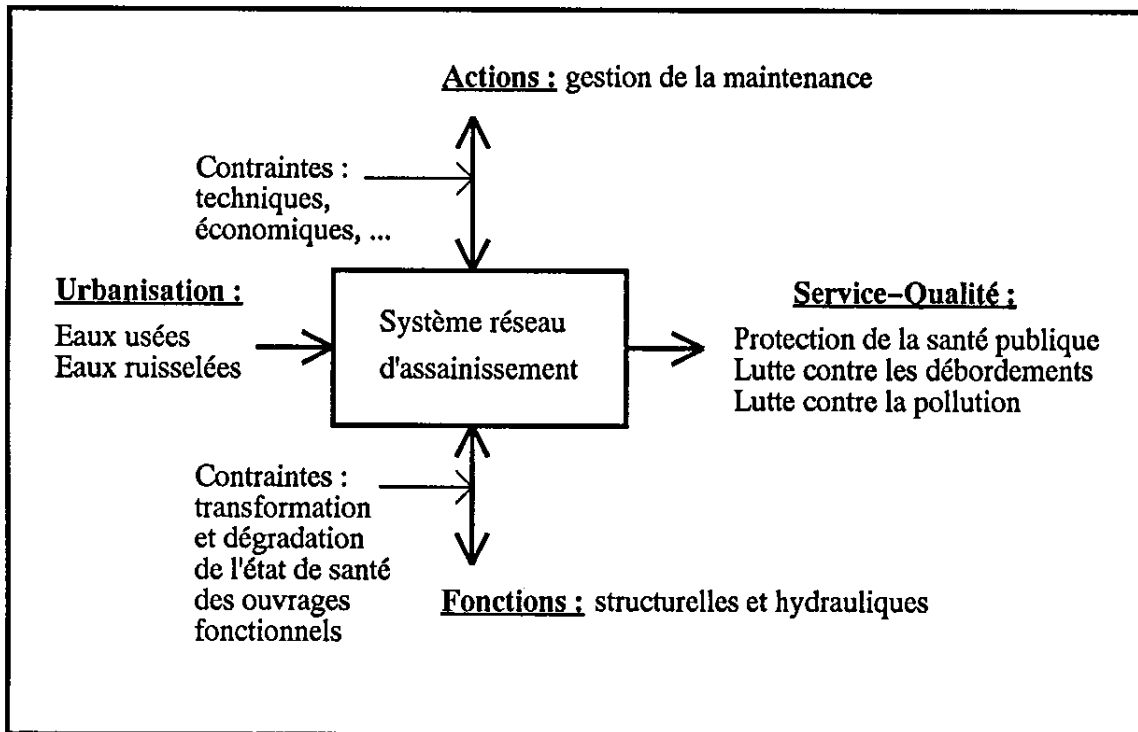 Actions : gestion de la maintenance
Contraintes :
techniques,
économiques, ...
Urbanisation :
Eaux usées
Eaux ruisselées
Système réseau
d'assainissement
Service-Qualité :
Protection de la santé publique
Lutte contre les débordements
Lutte contre la pollution
Contraintes :
transformation
et dégradation
de l'état de santé
des ouvrages
fonctionnels
Fonctions : structurelles et hydrauliques